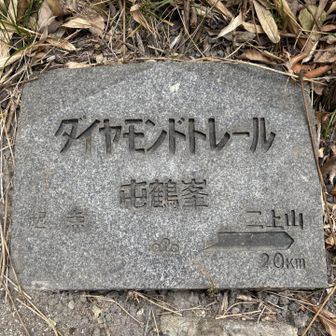 ダイヤモンドトレール
屯鶴峯
起点
二上山
2.0km